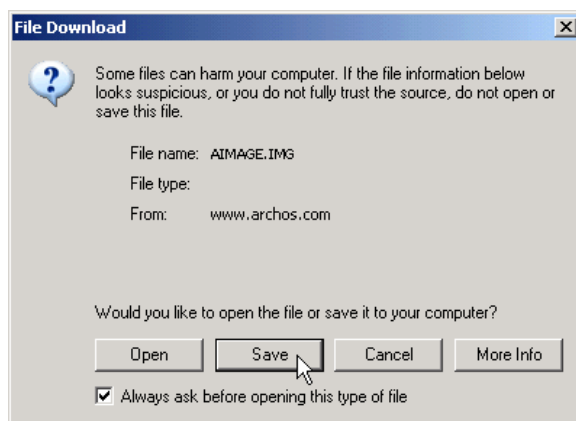 File Download
Some files can harm your computer. If the file information below
looks suspicious, or you do not fully trust the source, do not open or
save this file.
File name: AIMAGE.IMG
File type:
From: www.archos.com
Would you like to open the file or save it to your computer?
Open Save Cancel More Info
Always ask before opening this type of file